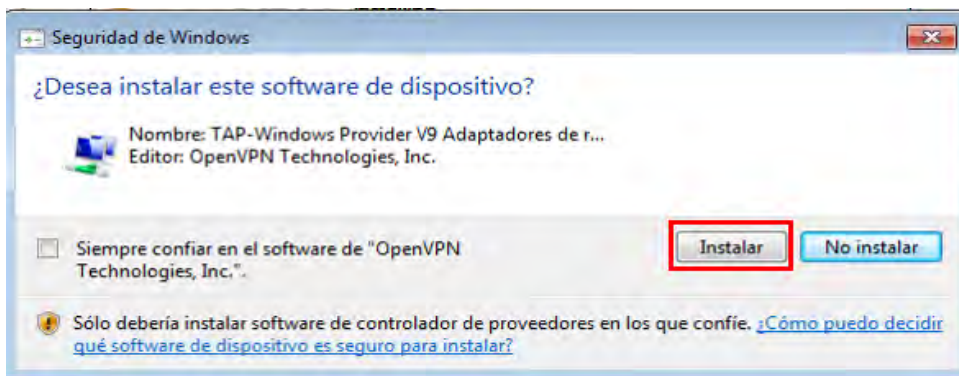 Seguridad de Windows
¿Desea instalar este software de dispositivo?
Nombre: TAP-Windows Provider V9 Adaptadores de r...
Editor: OpenVPN Technologies, Inc.
Siempre confiar en el software de "OpenVPN
Technologies, Inc.".
Instalar
No instalar
Sólo debería instalar software de controlador de proveedores en los que confíe. ¿Cómo puedo decidir
qué software de dispositivo es seguro para instalar?